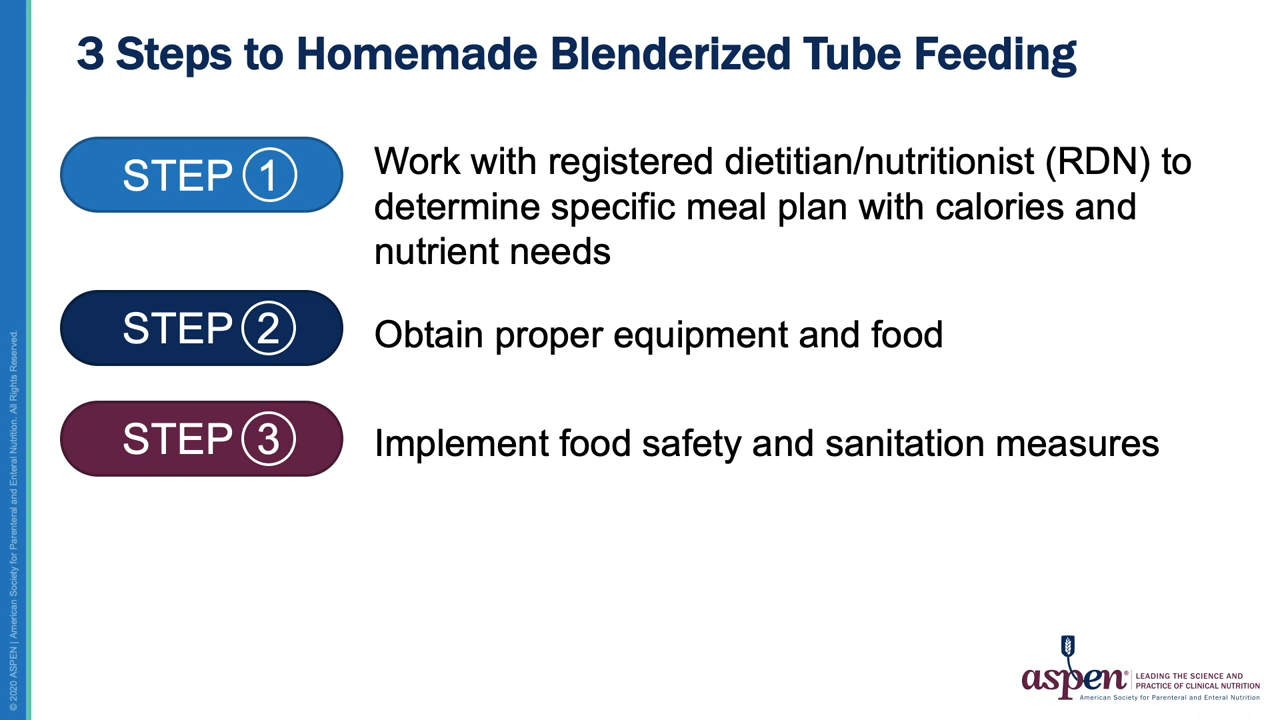 3 Steps to Homemade Blenderized Tube Feeding
STEP 1
Work with registered dietitian/nutritionist (RDN) to
determine specific meal plan with calories and
nutrient needs
STEP 2
Obtain proper equipment and food
STEP 3
Implement food safety and sanitation measures
© 2020 ASPEN | American Society for Parenteral and Enteral Nutrition. All Rights Reserved.
aspen®
LEADING THE SCIENCE AND
PRACTICE OF CLINICAL NUTRITION
American Society for Parenteral and Enteral Nutrition